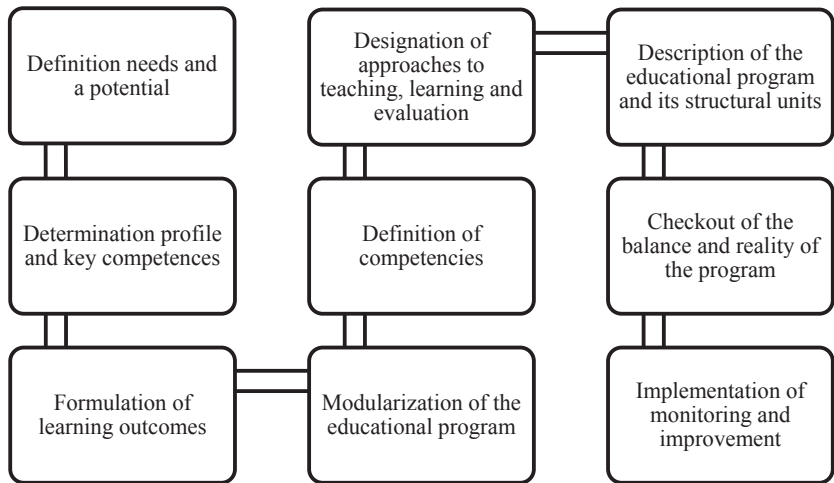 Definition needs and
a potential
Determination profile
and key competences
Formulation of
learning outcomes
Modularization of the
educational program
Definition of
competencies
Designation of
approaches to
teaching, learning and
evaluation
Description of the
educational program
and its structural units
Checkout of the
balance and reality of
the program
Implementation of
monitoring and
improvement